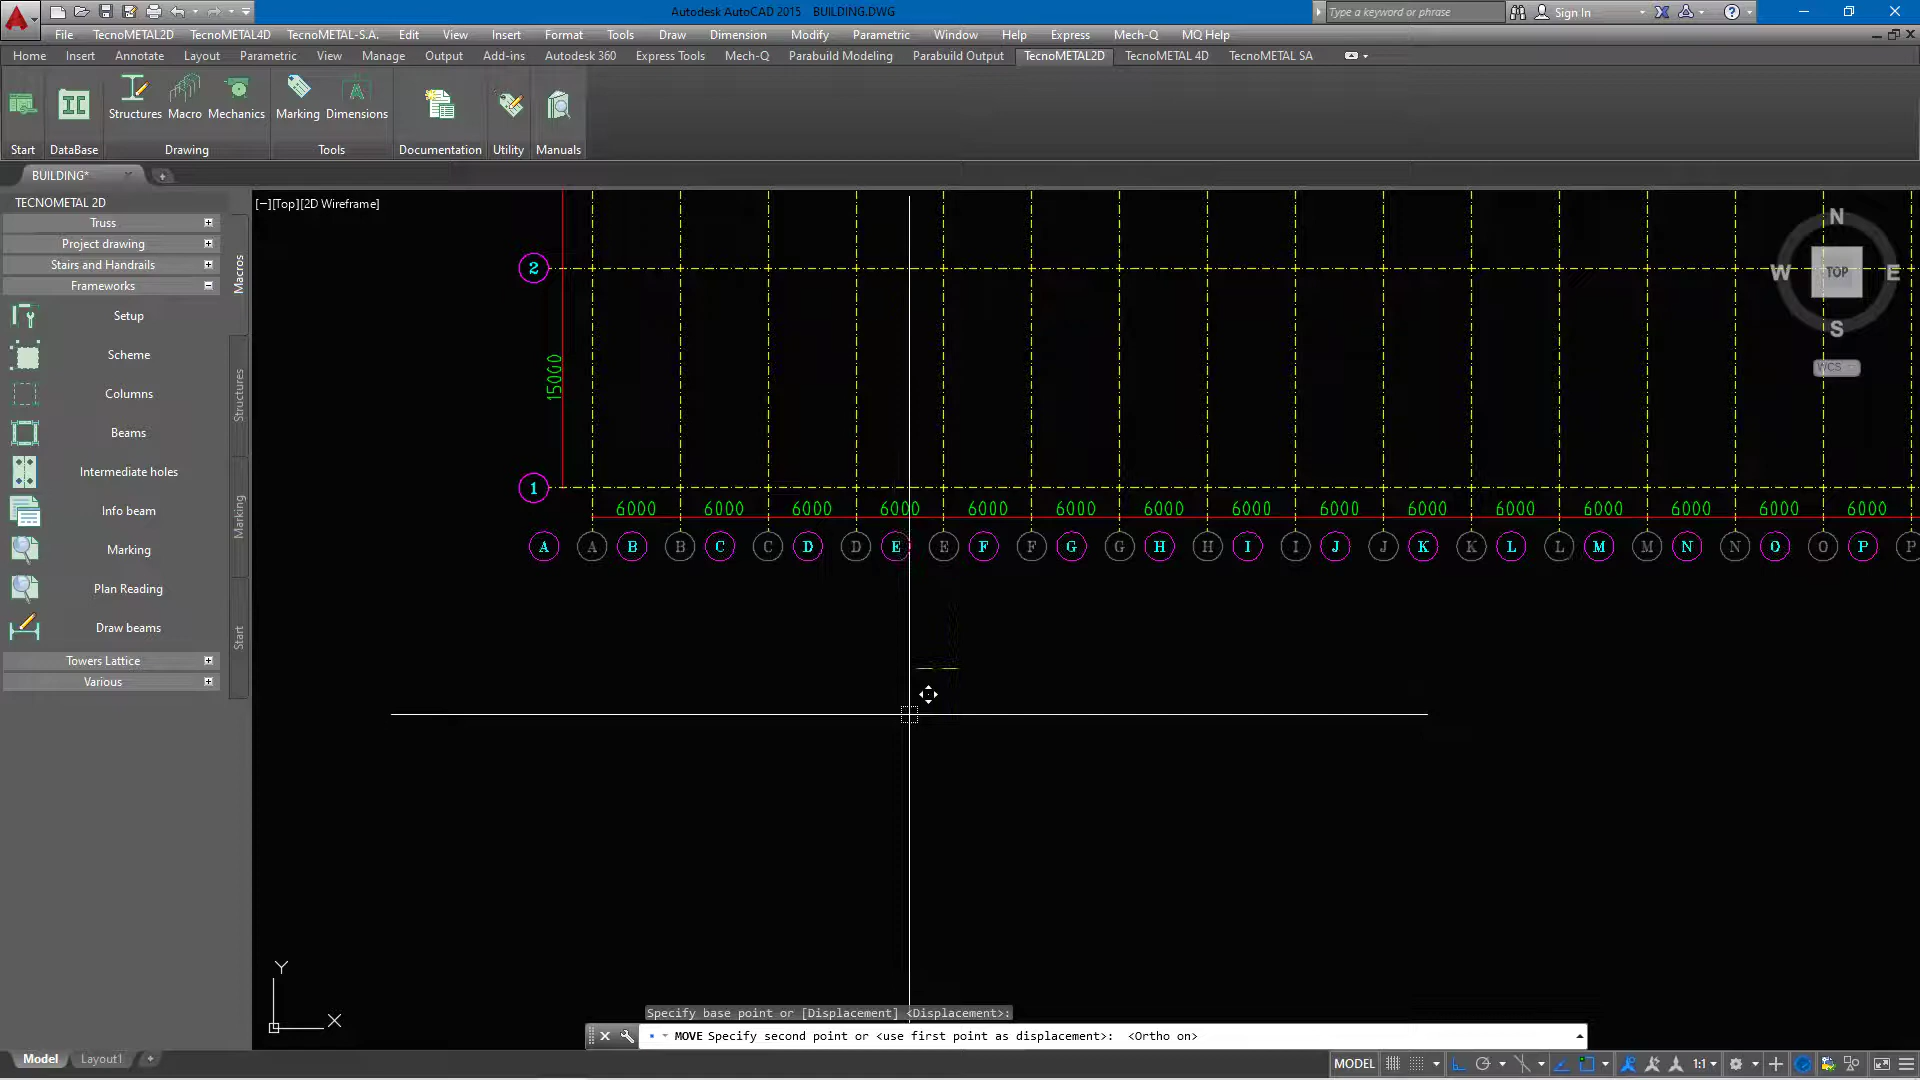 Autodesk AutoCAD 2015 BUILDING.DWG
Type a keyword or phrase
Sign In
File TecnoMETAL2D TecnoMETAL4D TecnoMETAL-S.A. Edit View Insert Format Tools Draw Dimension Modify Parametric Window Help Express Mech-Q MQ Help
Home Insert Annotate Layout Parametric View Manage Output Add-ins Autodesk 360 Express Tools Mech-Q Parabuild Modeling Parabuild Output TecnoMETAL2D TecnoMETAL 4D TecnoMETAL SA
Structures Macro Mechanics Marking Dimensions
Start DataBase Drawing Tools Documentation Utility Manuals
BUILDING*
TECNOMETAL 2D
Truss
Project drawing
Stairs and Handrails
Frameworks
Setup
Scheme
Columns
Beams
Intermediate holes
Info beam
Marking
Plan Reading
Draw beams
Towers Lattice
Various
Macros
Structures
Marking
Start
[−][Top][2D Wireframe]
N
W TOP E
S
WCS
2
15000
1
6000 6000 6000 6000 6000 6000 6000 6000 6000 6000 6000 6000 6000 6000 6000
A A B B C C D D E E F F G G H H I I J J K K L L M M N N O O P P
Y
X
Specify base point or [Displacement] <Displacement>:
MOVE Specify second point or <use first point as displacement>: <Ortho on>
Model Layout1
MODEL 1:1